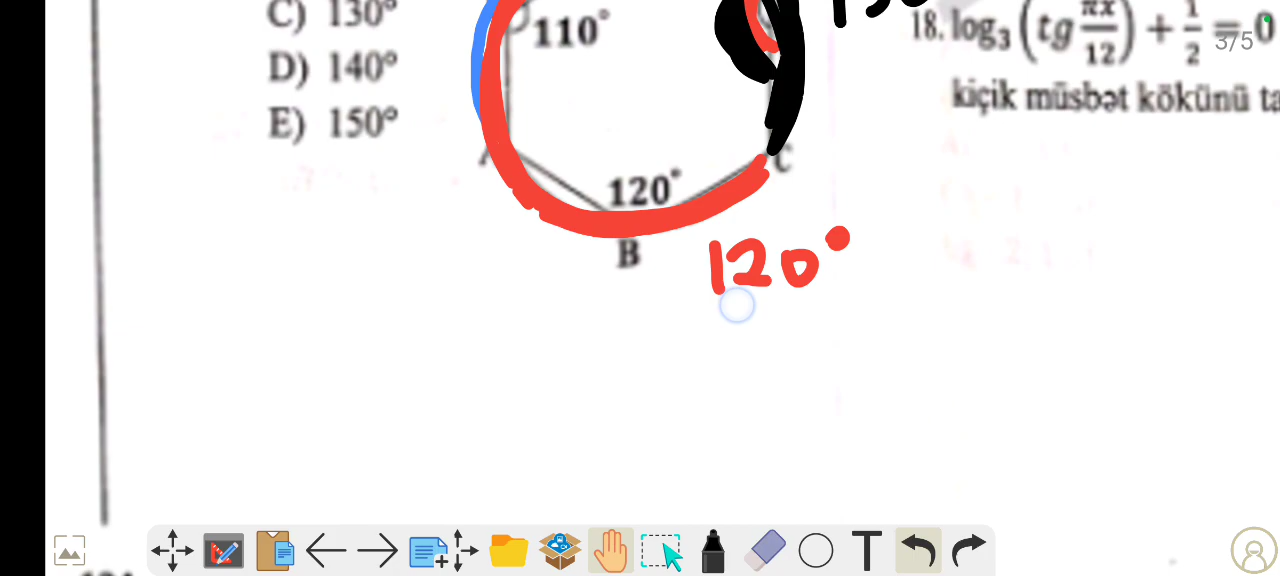 C) 130°
D) 140°
E) 150°
110°
120°
B
C
120°
18. log₃ (tg πx/12) + 1/2 = 0
3/5
kiçik müsbət kökünü
T